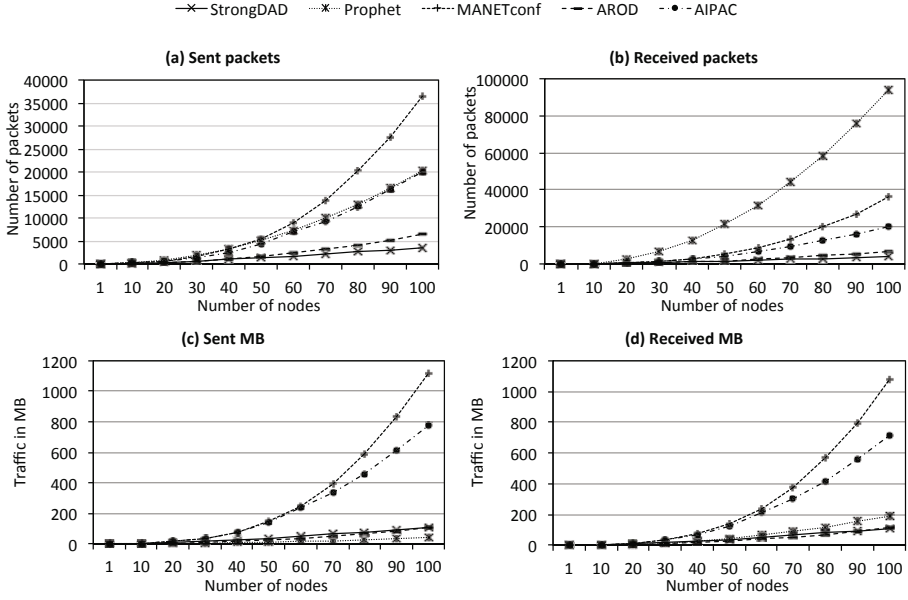 StrongDAD Prophet MANETconf AROD AIPAC
(a) Sent packets
Number of packets
40000
35000
30000
25000
20000
15000
10000
5000
0
1 10 20 30 40 50 60 70 80 90 100
Number of nodes
(b) Received packets
Number of packets
100000
80000
60000
40000
20000
0
1 10 20 30 40 50 60 70 80 90 100
Number of nodes
(c) Sent MB
Traffic in MB
1200
1000
800
600
400
200
0
1 10 20 30 40 50 60 70 80 90 100
Number of nodes
(d) Received MB
Traffic in MB
1200
1000
800
600
400
200
0
1 10 20 30 40 50 60 70 80 90 100
Number of nodes